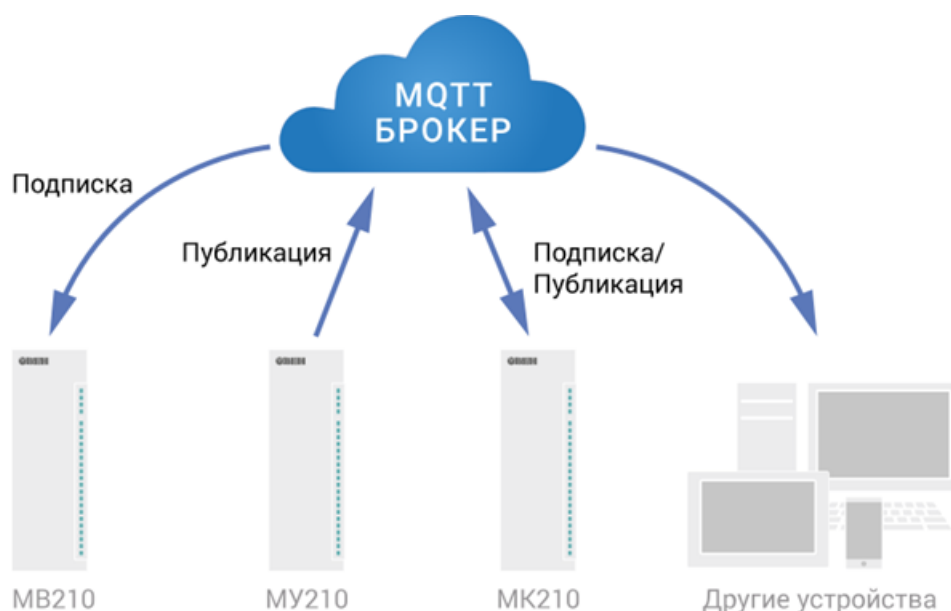 MQTT
БРОКЕР
Подписка
Публикация
Подписка/
Публикация
МВ210
МУ210
МК210
Другие устройства